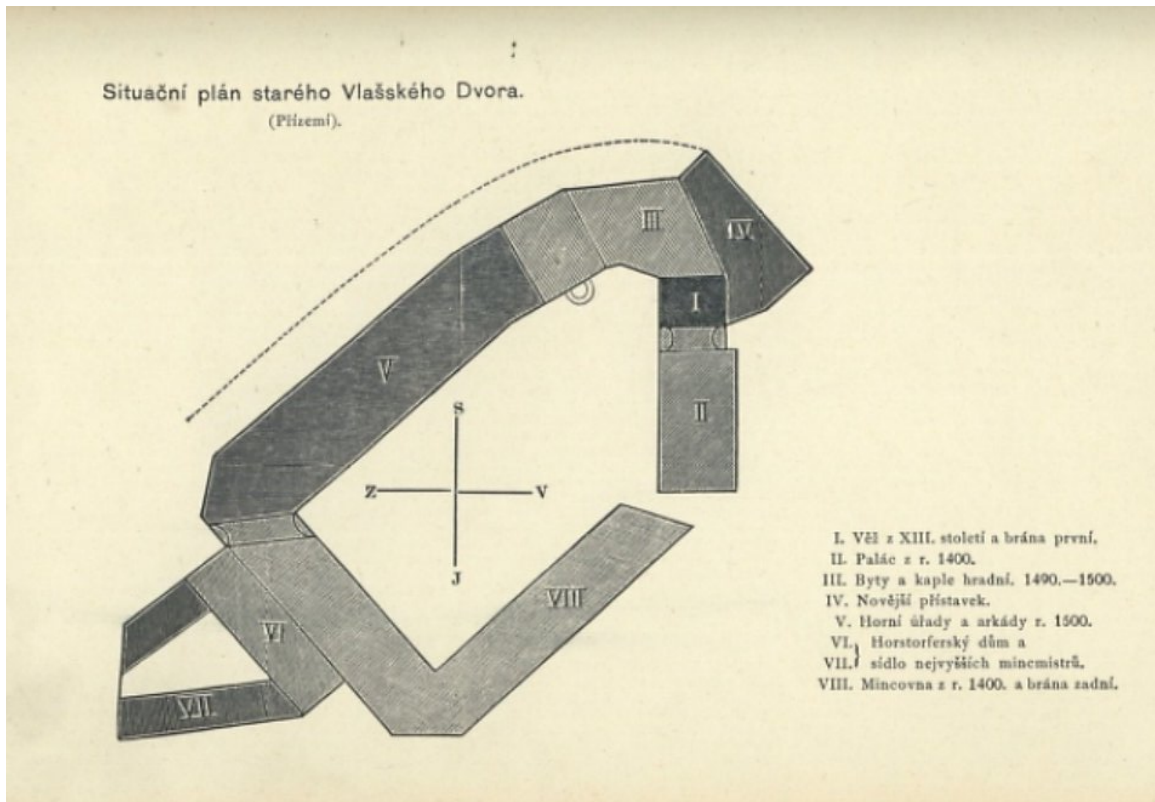 Situační plán starého Vlašského Dvora.
(Přízemí).
III
IV
I
V
II
S
Z
V
J
VIII
VI
VII
I. Věž z XIII. století a brána první.
II. Palác z r. 1400.
III. Byty a kaple hradní. 1490.—1500.
IV. Novější přístavek.
V. Horní úřady a arkády r. 1500.
VI. } Horstorferský dům a
VII. } sídlo nejvyšších mincmistrů.
VIII. Mincovna z r. 1400. a brána zadní.